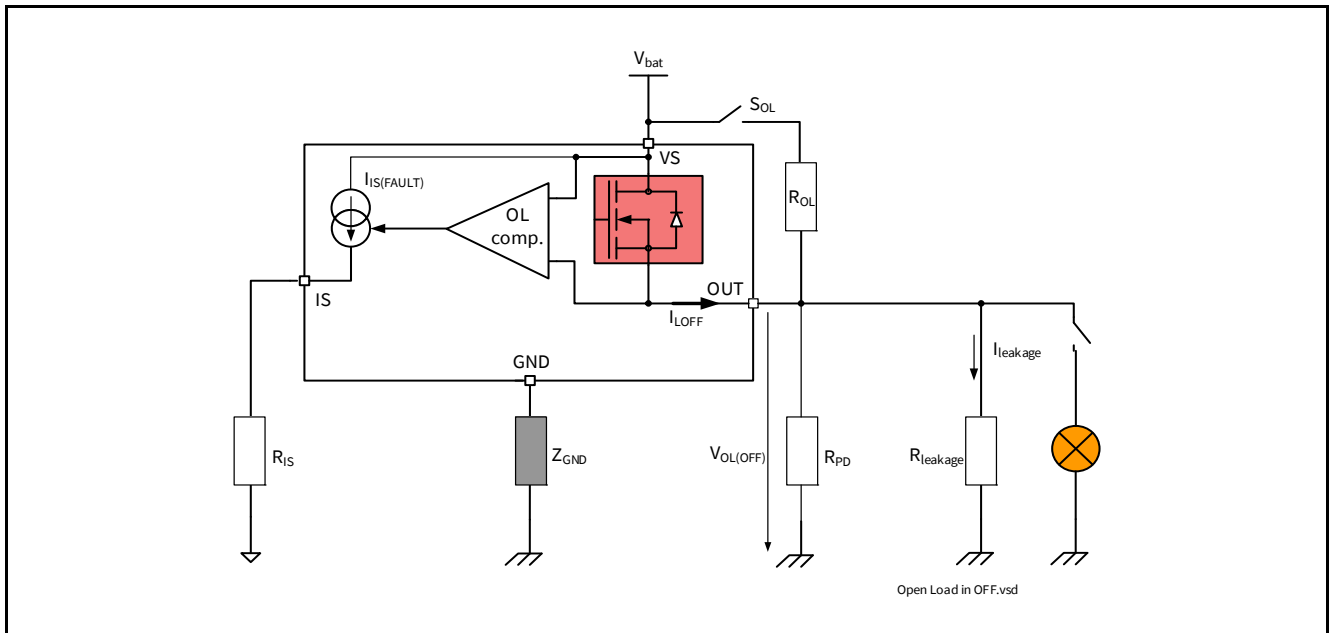 Vbat
SOL
VS
IIS(FAULT)
ROL
OL
comp.
OUT
IS
ILOFF
GND
Ileakage
RIS
ZGND
VOL(OFF)
RPD
Rleakage
Open Load in OFF.vsd